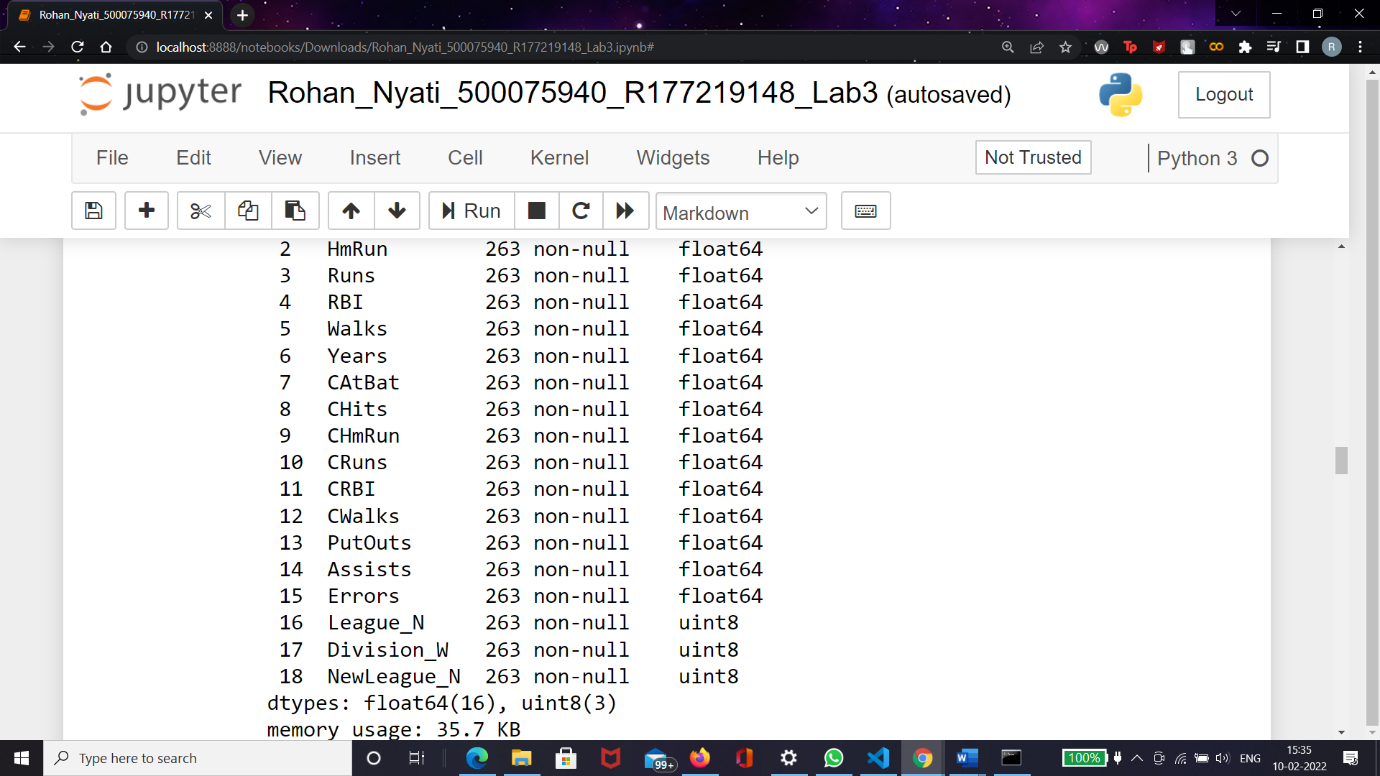 Rohan_Nyati_500075940_R17721
localhost:8888/notebooks/Downloads/Rohan_Nyati_500075940_R177219148_Lab3.ipynb#
Tp
R
jupyter Rohan_Nyati_500075940_R177219148_Lab3 (autosaved)
Logout
File Edit View Insert Cell Kernel Widgets Help Not Trusted Python 3
Run Markdown
2 HmRun 263 non-null float64
3 Runs 263 non-null float64
4 RBI 263 non-null float64
5 Walks 263 non-null float64
6 Years 263 non-null float64
7 CAtBat 263 non-null float64
8 CHits 263 non-null float64
9 CHmRun 263 non-null float64
10 CRuns 263 non-null float64
11 CRBI 263 non-null float64
12 CWalks 263 non-null float64
13 PutOuts 263 non-null float64
14 Assists 263 non-null float64
15 Errors 263 non-null float64
16 League_N 263 non-null uint8
17 Division_W 263 non-null uint8
18 NewLeague_N 263 non-null uint8
dtypes: float64(16), uint8(3)
memory usage: 35.7 KB
Type here to search
99+
100%
ENG
15:35
10-02-2022